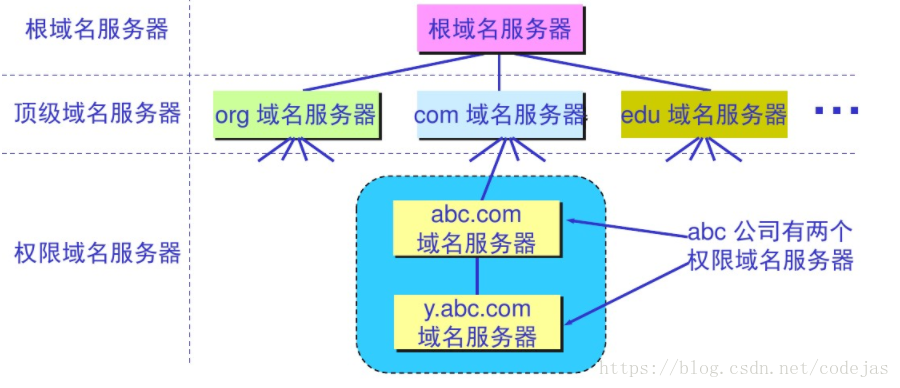 根域名服务器
根域名服务器
顶级域名服务器
org 域名服务器
com 域名服务器
edu 域名服务器
...
权限域名服务器
abc.com
域名服务器
y.abc.com
域名服务器
abc 公司有两个
权限域名服务器
https://blog.csdn.net/codejas